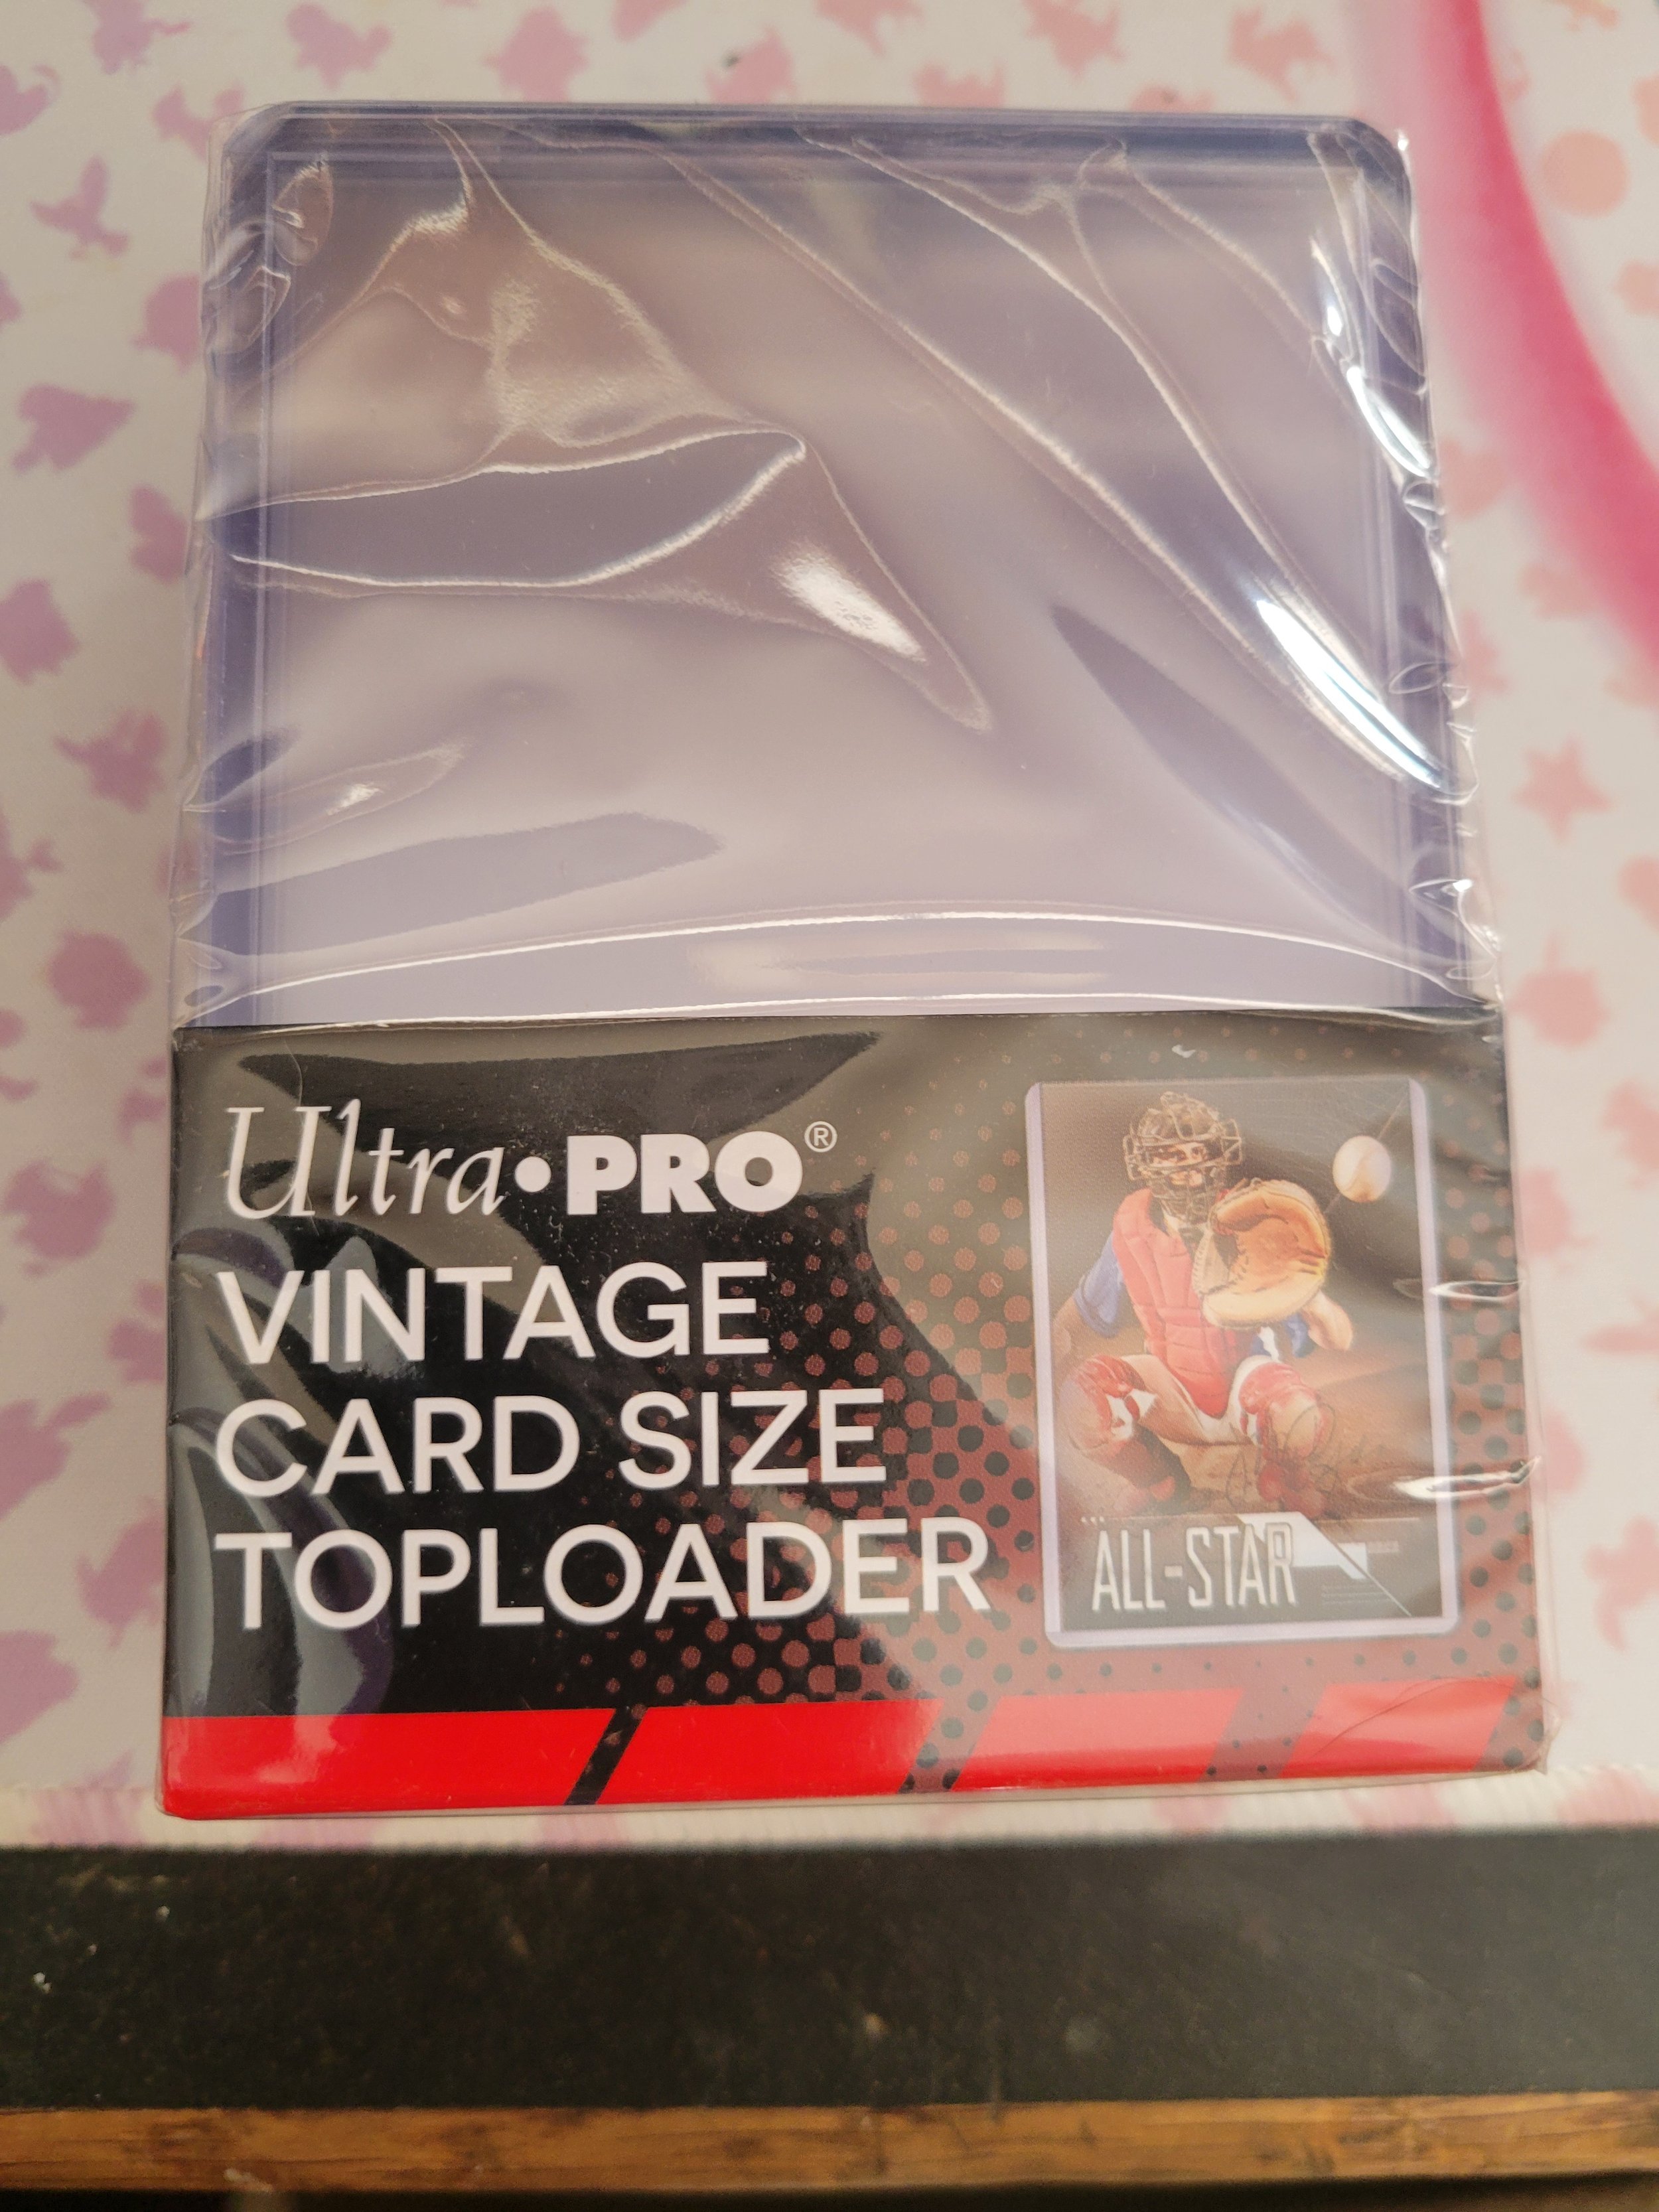 Ultra•PRO®
VINTAGE
CARD SIZE
TOPLOADER
ALL-STAR